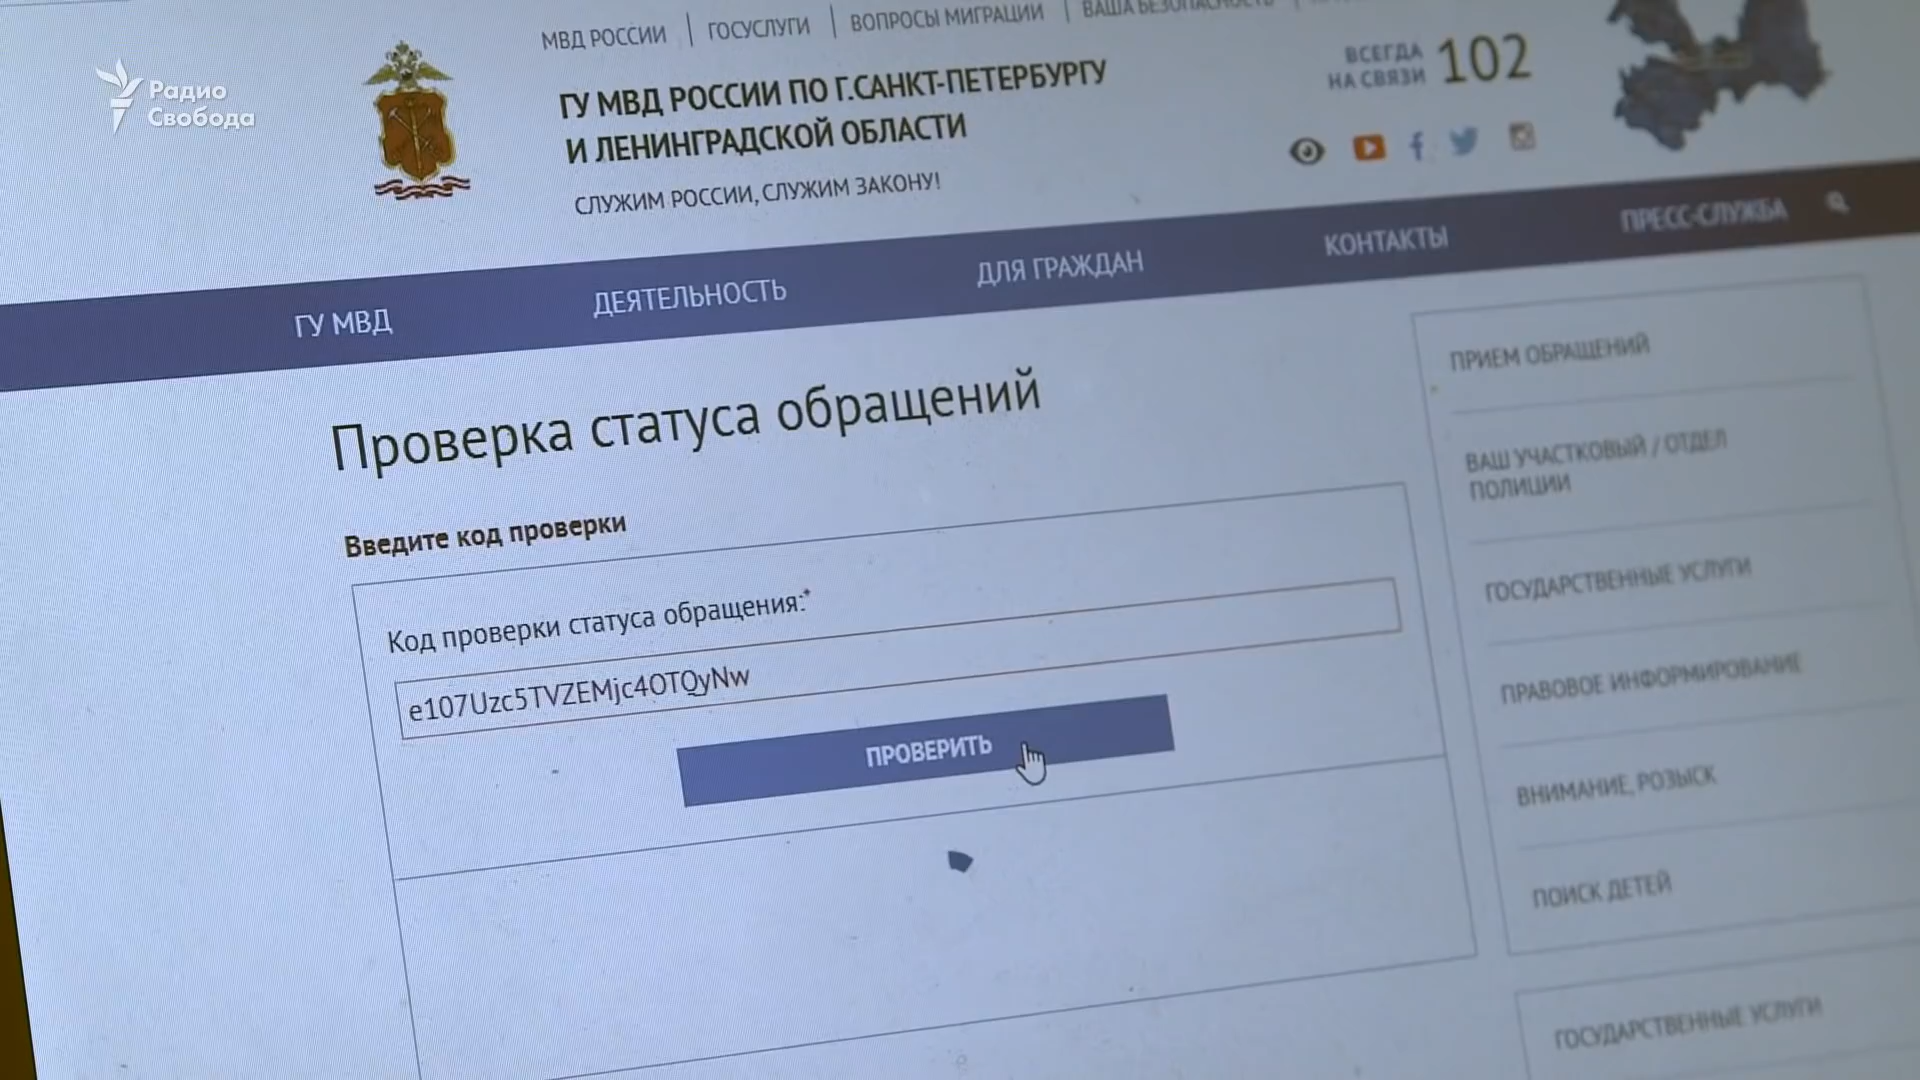 Радио
Свобода
МВД РОССИИ
ГОСУСЛУГИ
ВОПРОСЫ МИГРАЦИИ
ВАША БЕЗОПАСНОСТЬ
ГУ МВД РОССИИ ПО Г.САНКТ-ПЕТЕРБУРГУ
И ЛЕНИНГРАДСКОЙ ОБЛАСТИ
СЛУЖИМ РОССИИ, СЛУЖИМ ЗАКОНУ!
ВСЕГДА
НА СВЯЗИ
102
ГУ МВД
ДЕЯТЕЛЬНОСТЬ
ДЛЯ ГРАЖДАН
КОНТАКТЫ
ПРЕСС-СЛУЖБА
Проверка статуса обращений
Введите код проверки
Код проверки статуса обращения:*
e107Uzc5TVZEMjc4OTQyNw
ПРОВЕРИТЬ
ПРИЕМ ОБРАЩЕНИЙ
ВАШ УЧАСТКОВЫЙ / ОТДЕЛ
ПОЛИЦИИ
ГОСУДАРСТВЕННЫЕ УСЛУГИ
ПРАВОВОЕ ИНФОРМИРОВАНИЕ
ВНИМАНИЕ, РОЗЫСК
ПОИСК ДЕТЕЙ
ГОСУДАРСТВЕННЫЕ УСЛУГИ